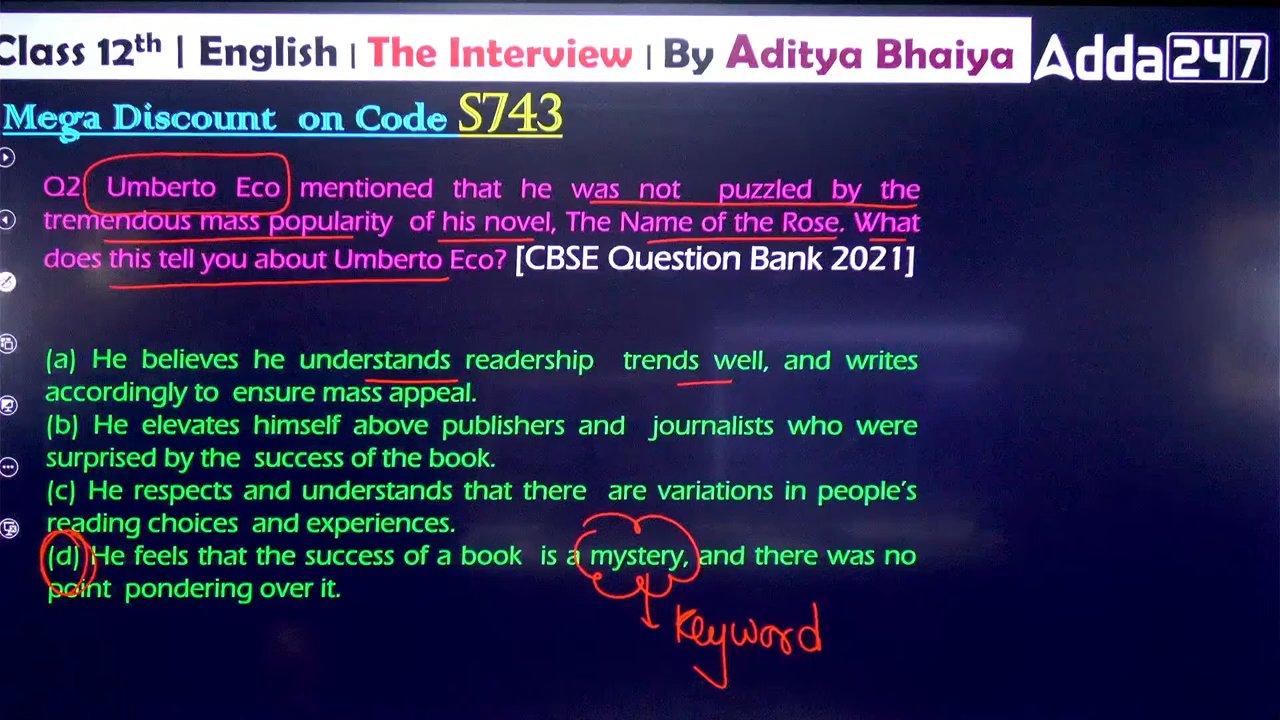 Class 12th | English | The Interview | By Aditya Bhaiya
Adda247
Mega Discount on Code S743
Q2 Umberto Eco mentioned that he was not puzzled by the
tremendous mass popularity of his novel, The Name of the Rose. What
does this tell you about Umberto Eco? [CBSE Question Bank 2021]
(a) He believes he understands readership trends well, and writes
accordingly to ensure mass appeal.
(b) He elevates himself above publishers and journalists who were
surprised by the success of the book.
(c) He respects and understands that there are variations in people's
reading choices and experiences.
(d) He feels that the success of a book is a mystery, and there was no
point pondering over it.
Keyword